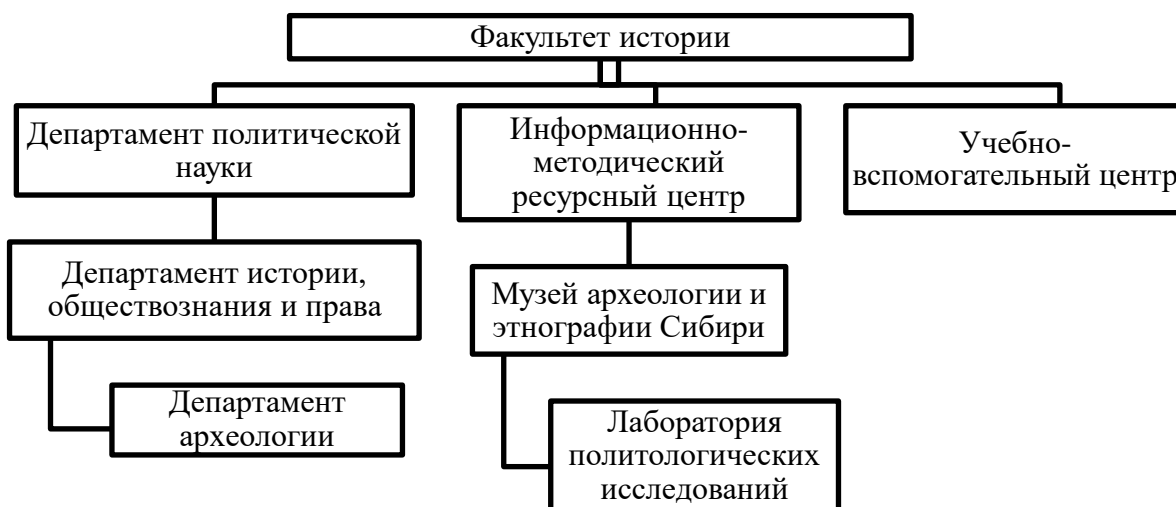 Факультет истории
Департамент политической
науки
Информационно-
методический
ресурсный центр
Учебно-
вспомогательный центр
Департамент истории,
обществознания и права
Музей археологии и
этнографии Сибири
Департамент
археологии
Лаборатория
политологических
исследований